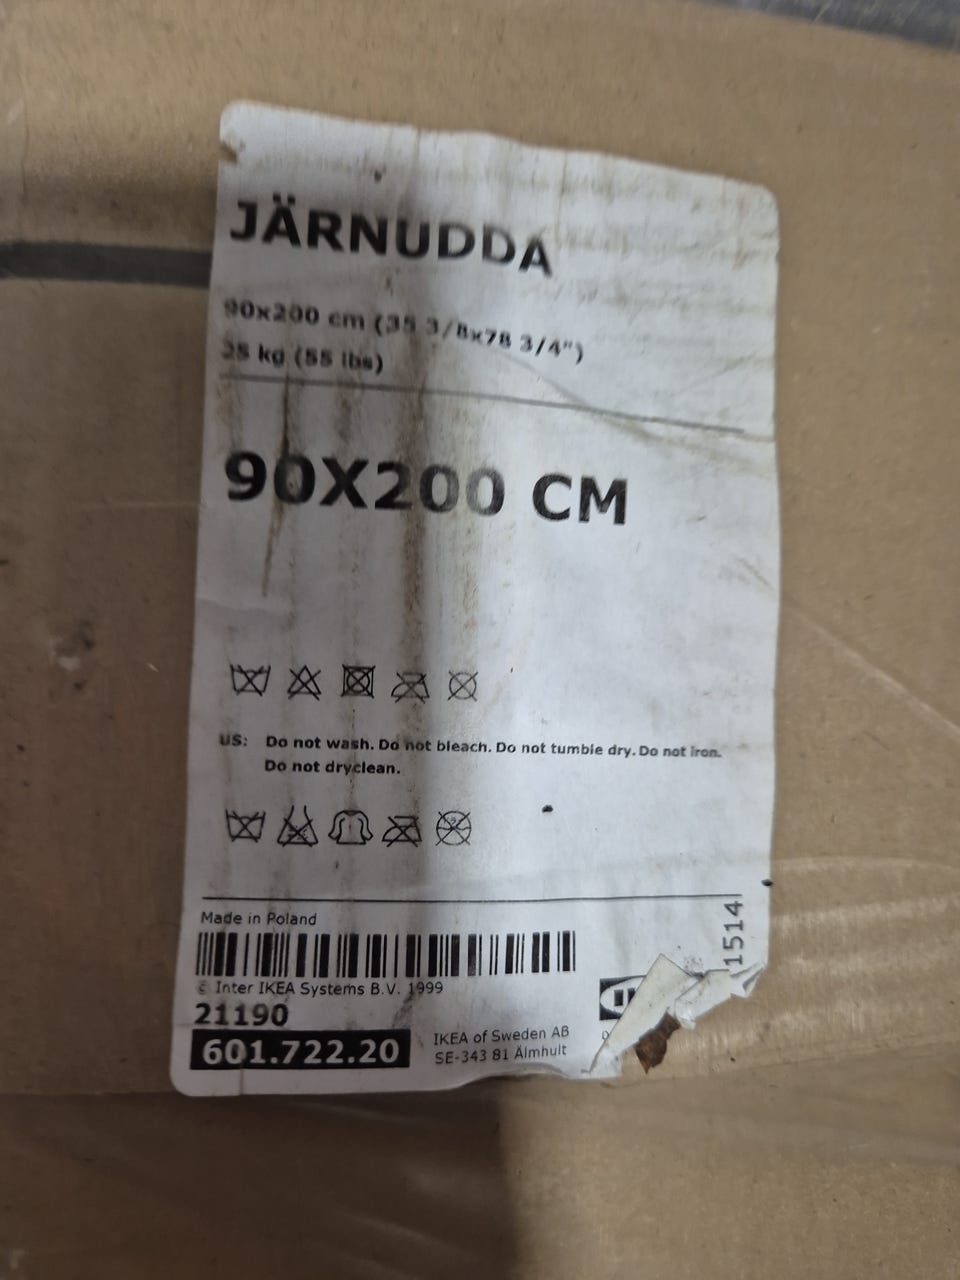 JÄRNUDDA
90x200 cm (35 3/8x78 3/4")
25 kg (55 lbs)
90X200 CM
US: Do not wash. Do not bleach. Do not tumble dry. Do not iron.
Do not dryclean.
Made in Poland
© Inter IKEA Systems B.V. 1999
21190
601.722.20
IKEA of Sweden AB
SE-343 81 Älmhult
1514